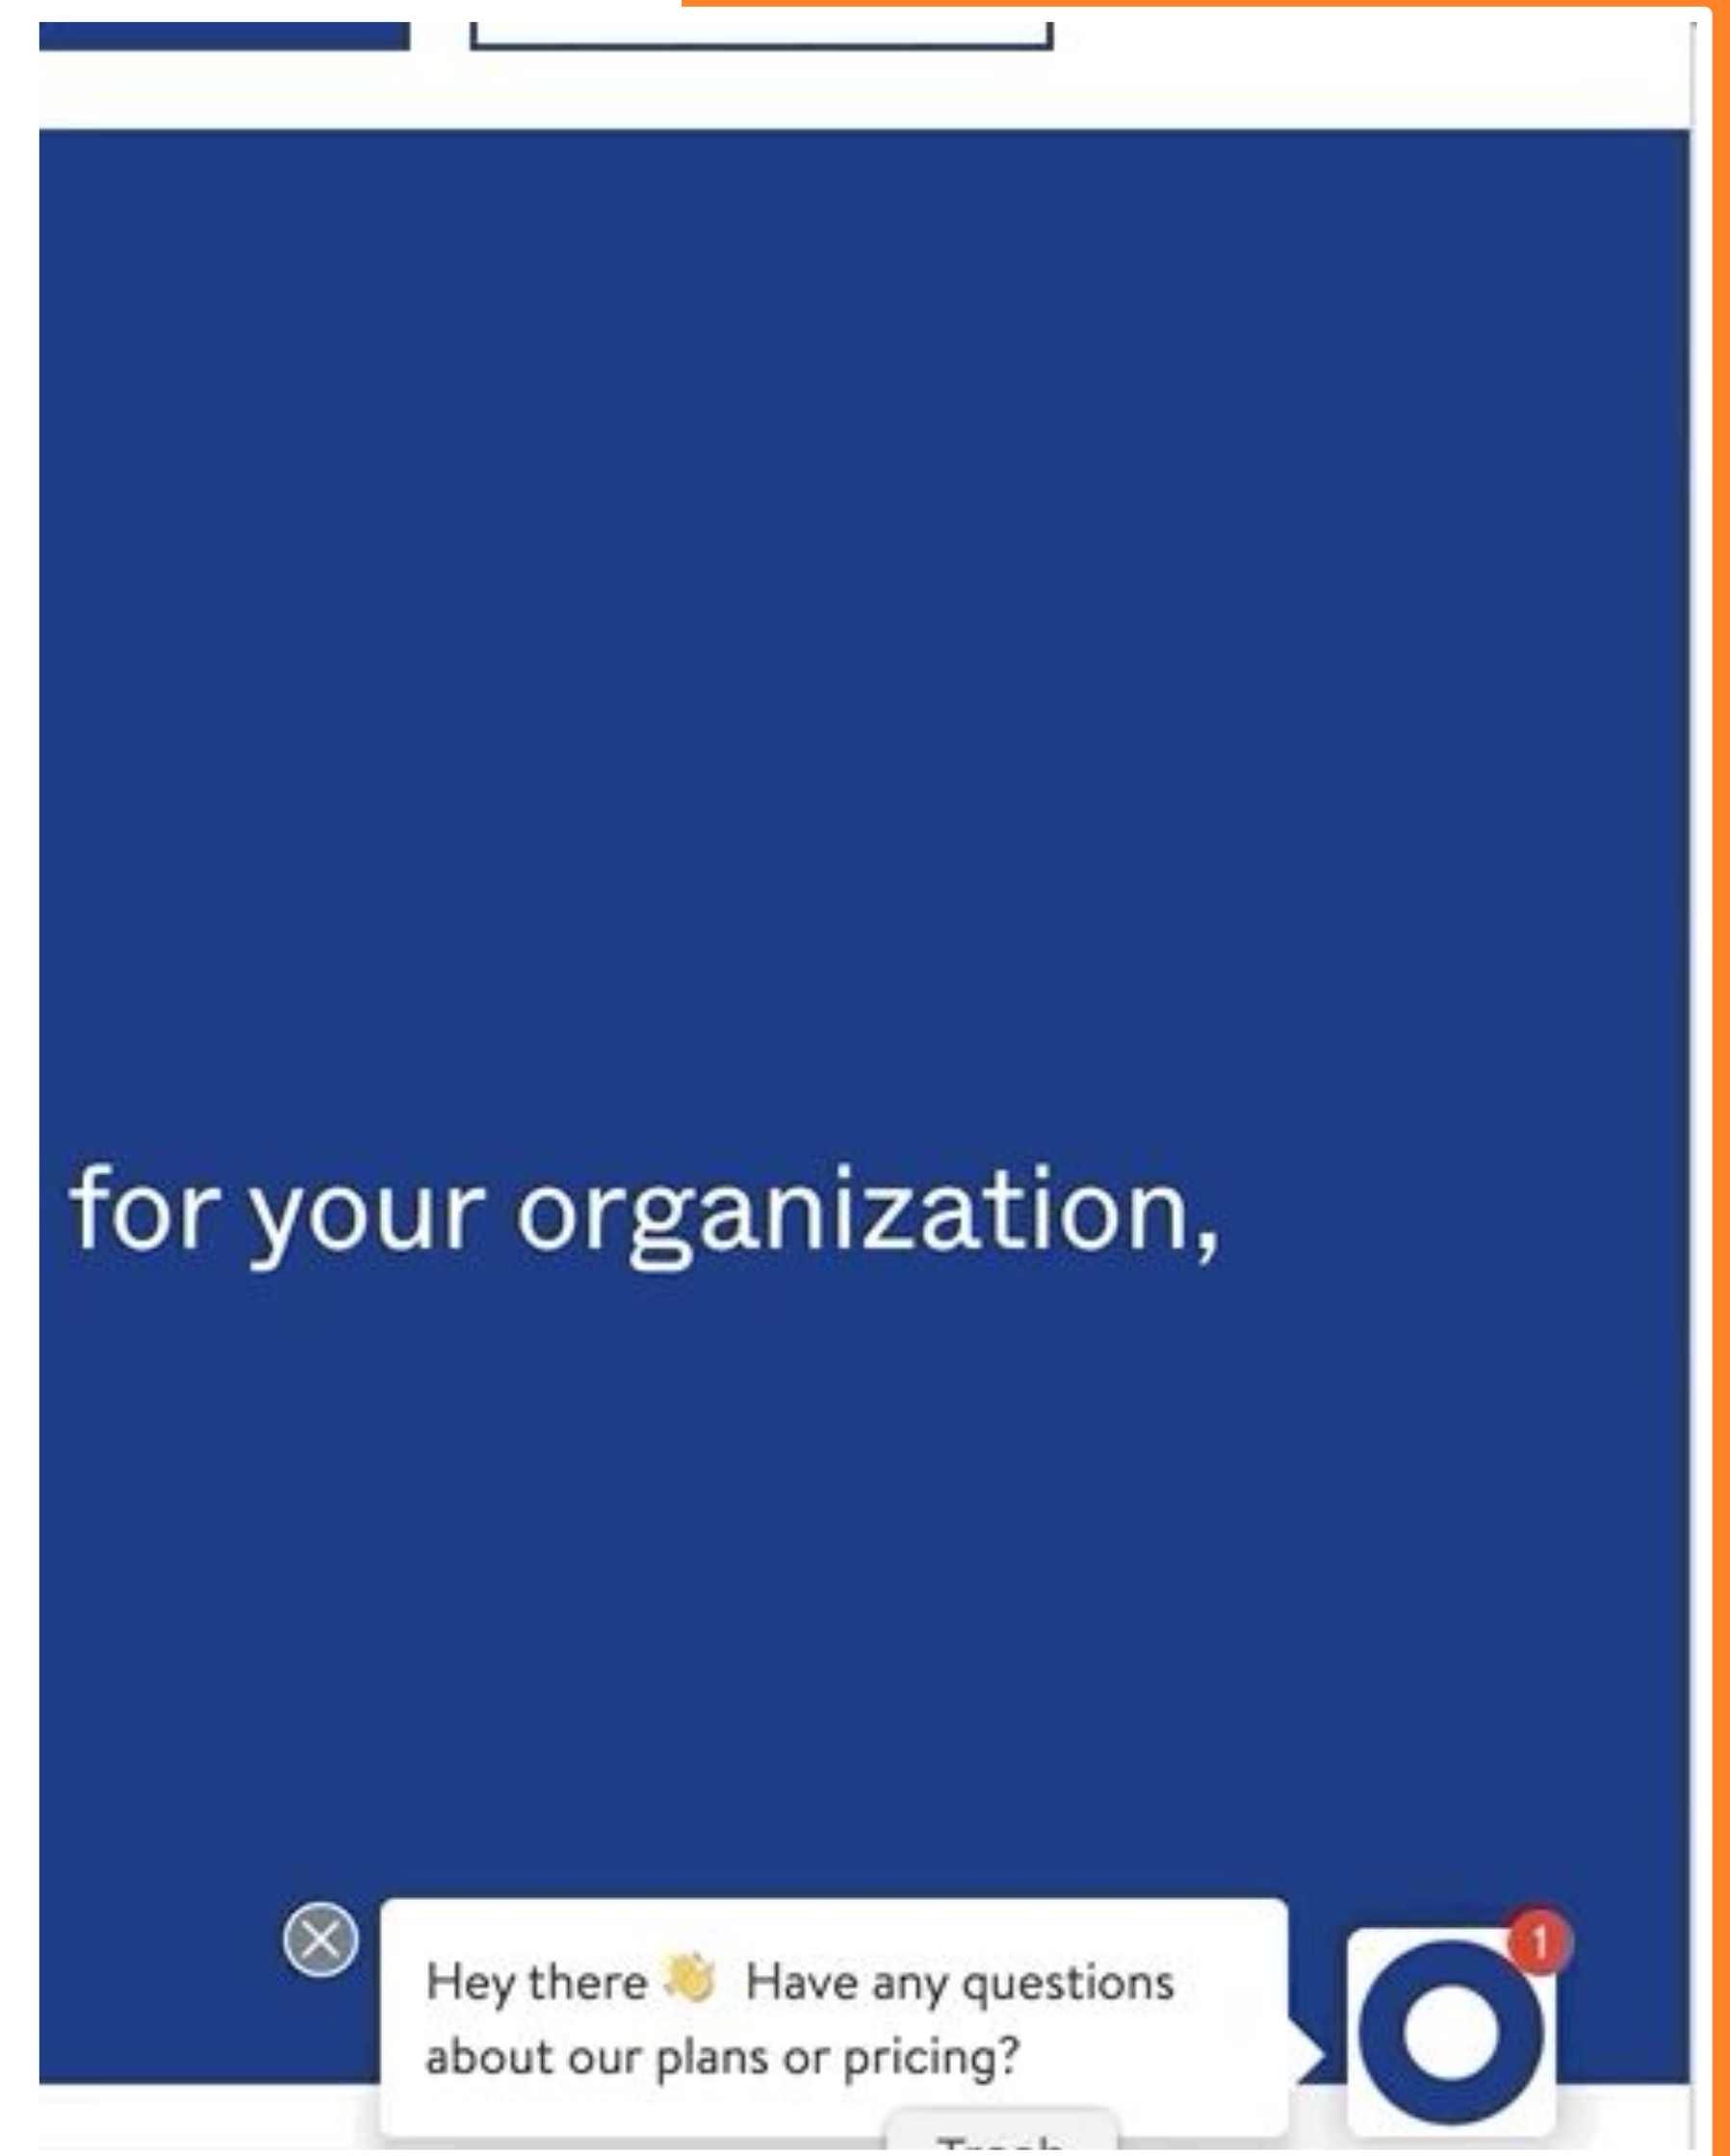 for your organization,
1
Hey there 👋 Have any questions
about our plans or pricing?